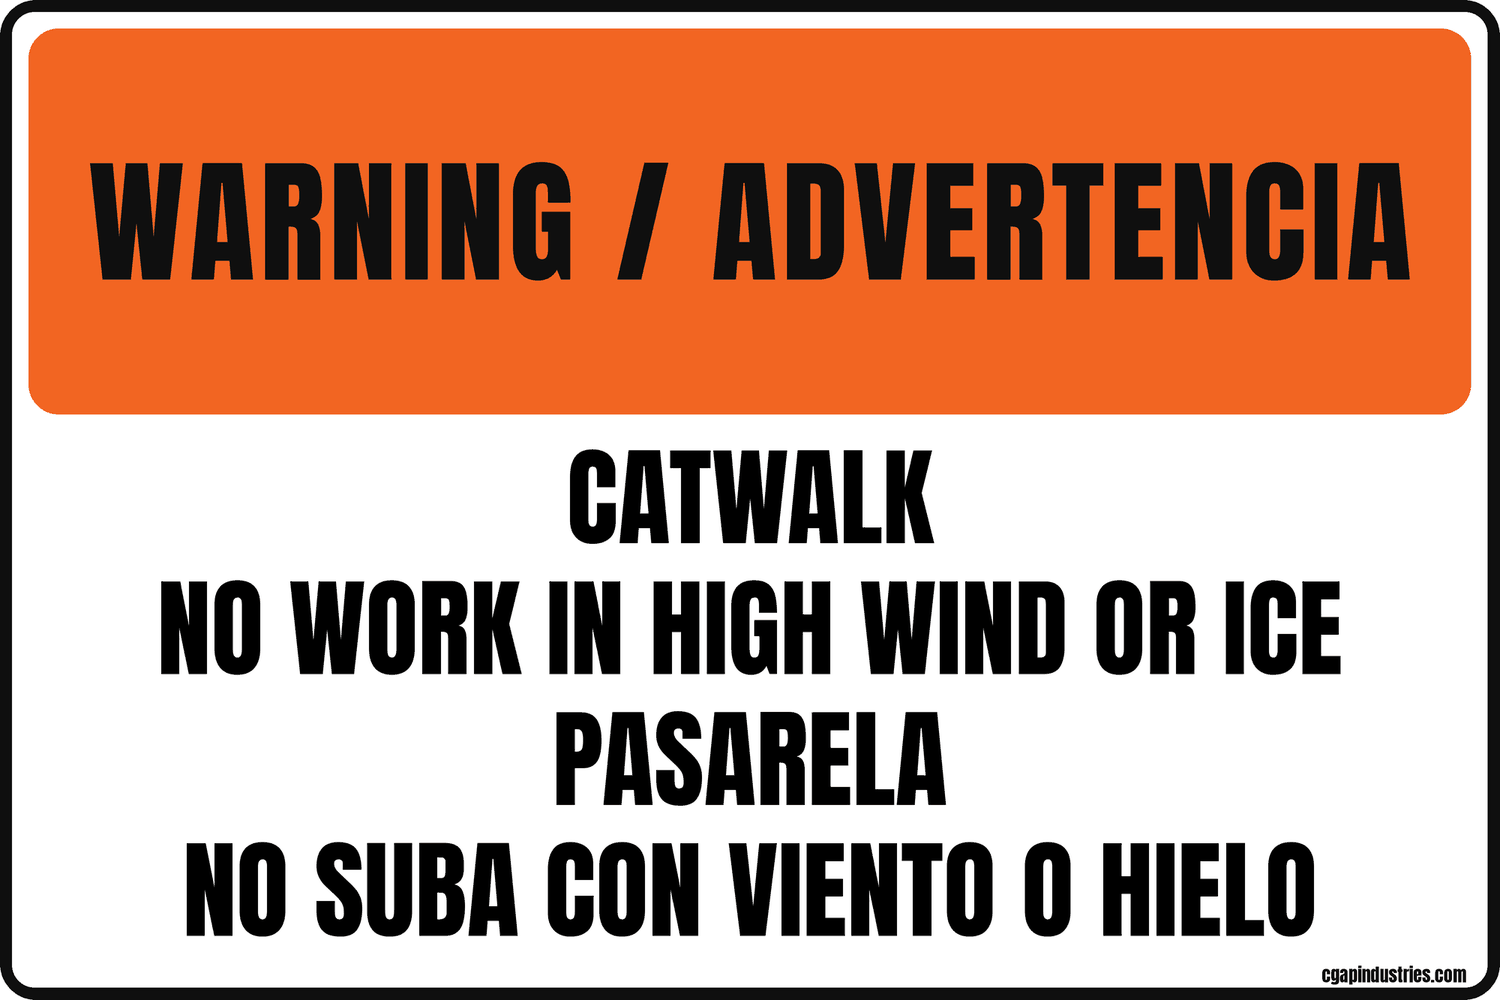 WARNING / ADVERTENCIA
CATWALK
NO WORK IN HIGH WIND OR ICE
PASARELA
NO SUBA CON VIENTO O HIELO
cgapindustries.com